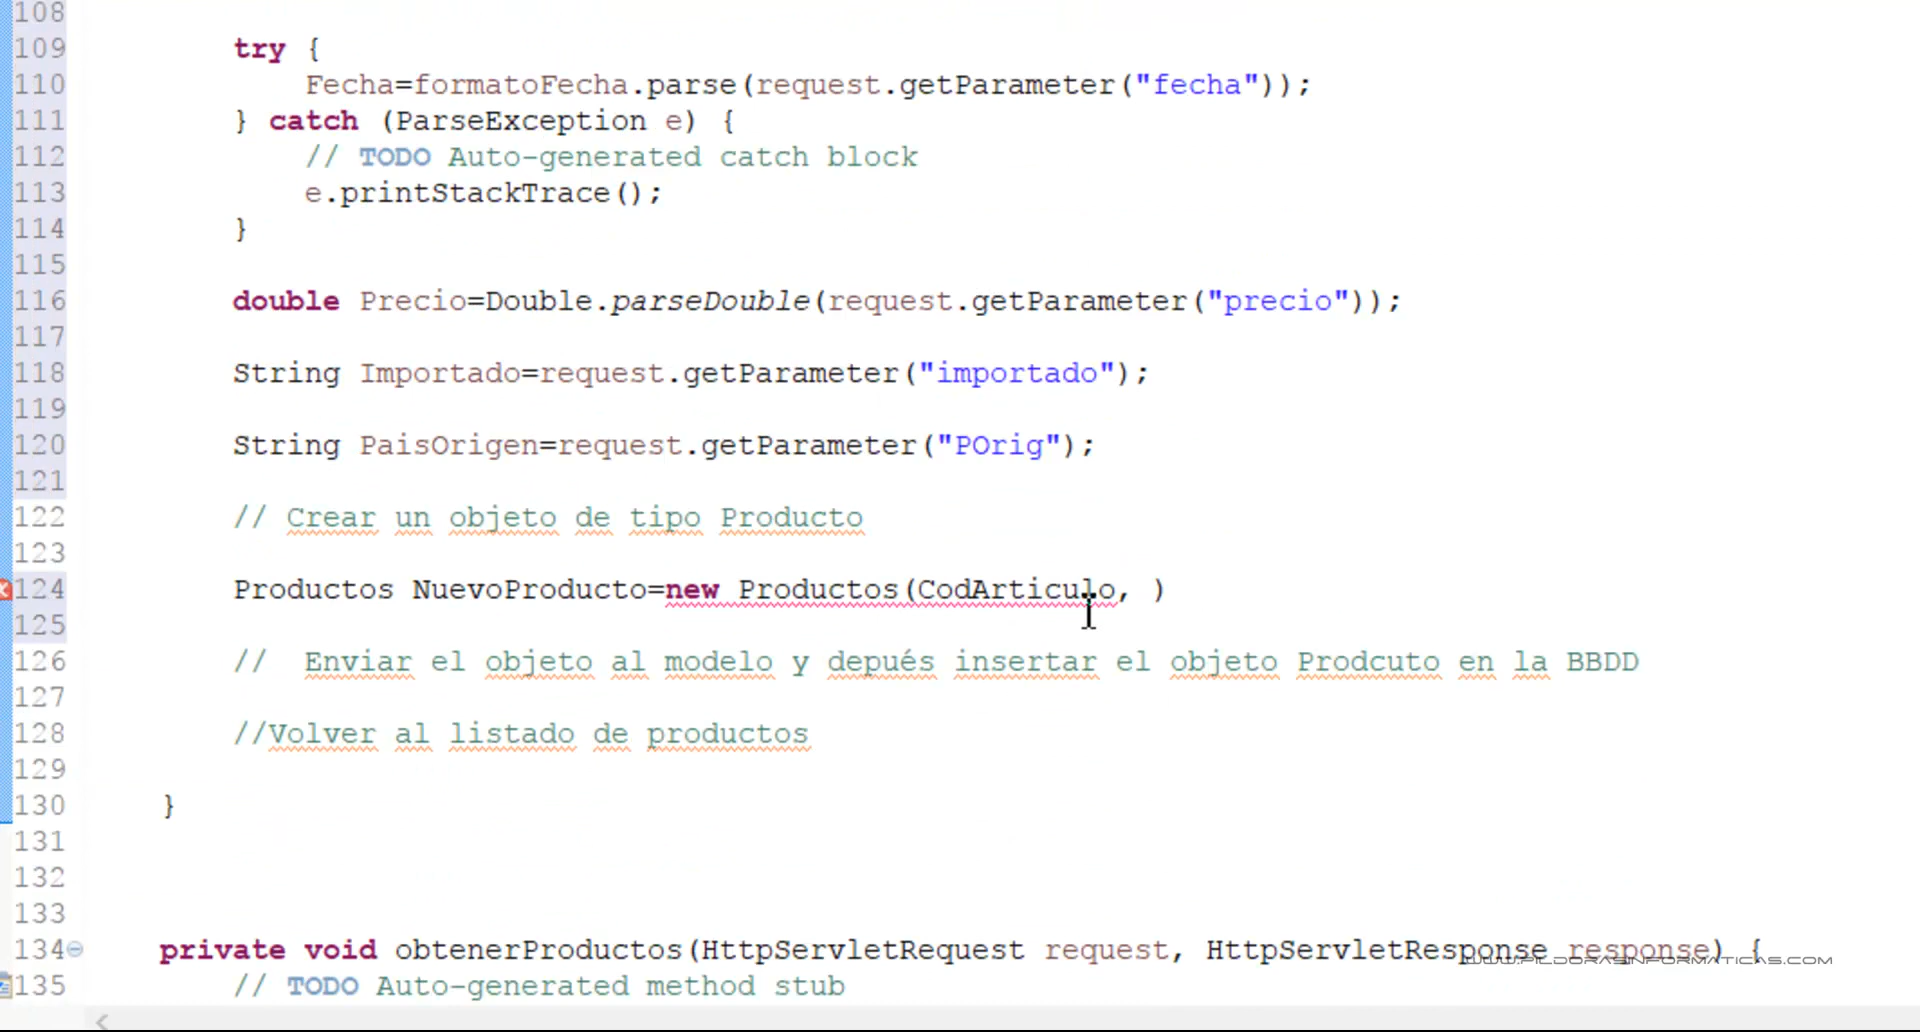 108
109 try {
110 Fecha=formatoFecha.parse(request.getParameter("fecha"));
111 } catch (ParseException e) {
112 // TODO Auto-generated catch block
113 e.printStackTrace();
114 }
115
116 double Precio=Double.parseDouble(request.getParameter("precio"));
117
118 String Importado=request.getParameter("importado");
119
120 String PaisOrigen=request.getParameter("POrig");
121
122 // Crear un objeto de tipo Producto
123
124 Productos NuevoProducto=new Productos(CodArticulo, )
125
126 //  Enviar el objeto al modelo y depués insertar el objeto Prodcuto en la BBDD
127
128 //Volver al listado de productos
129
130 }
131
132
133
134 private void obtenerProductos(HttpServletRequest request, HttpServletResponse response) {
WWW.PILDORASINFORMATICAS.COM
135 // TODO Auto-generated method stub